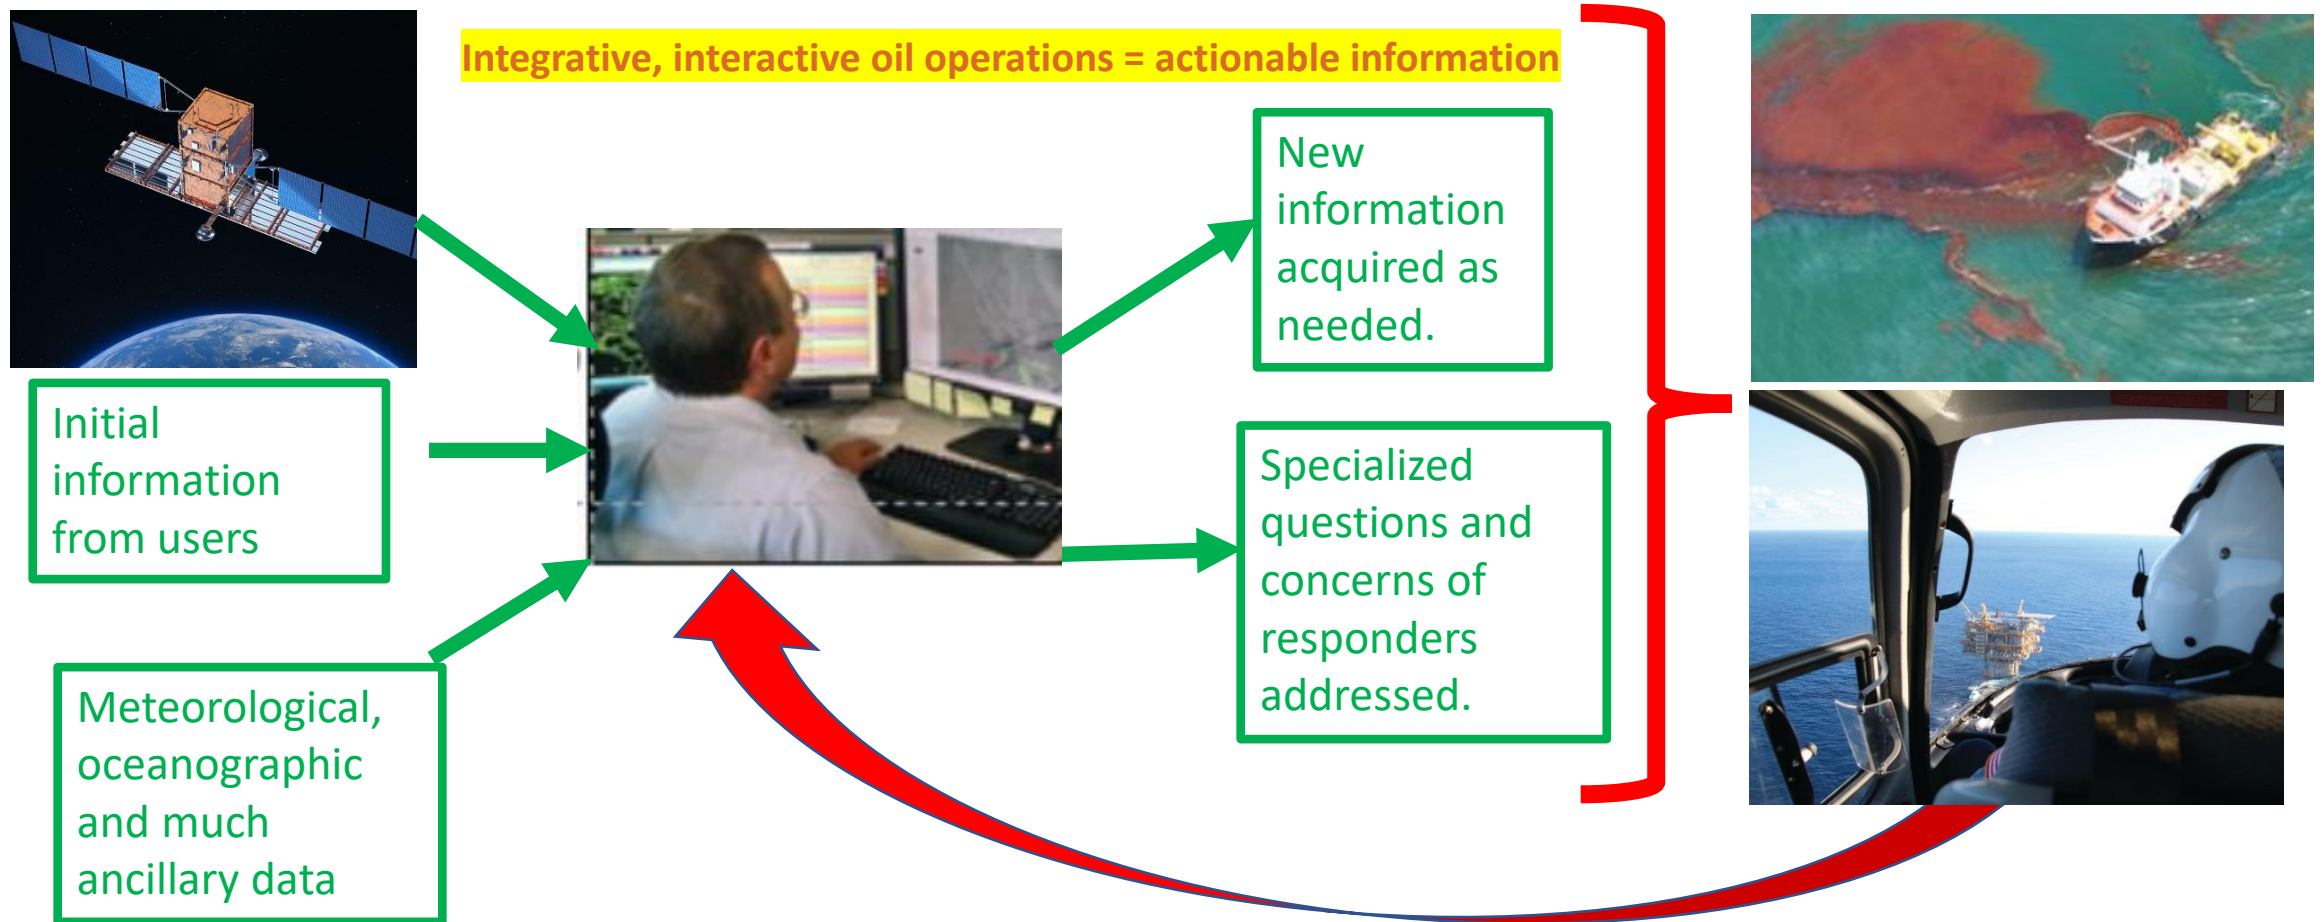 Integrative, interactive oil operations = actionable information
Initial
information
from users
Meteorological,
oceanographic
and much
ancillary data
New
information
acquired as
needed.
Specialized
questions and
concerns of
responders
addressed.